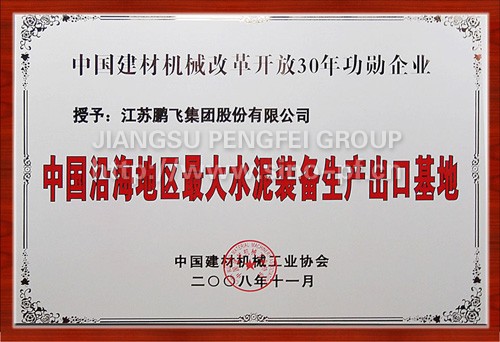 中国建材机械改革开放30年功勋企业
授予：江苏鹏飞集团股份有限公司
JIANGSU PENGFEI GROUP
中国沿海地区最大水泥装备生产出口基地
中国建材机械工业协会
二〇〇八年十一月